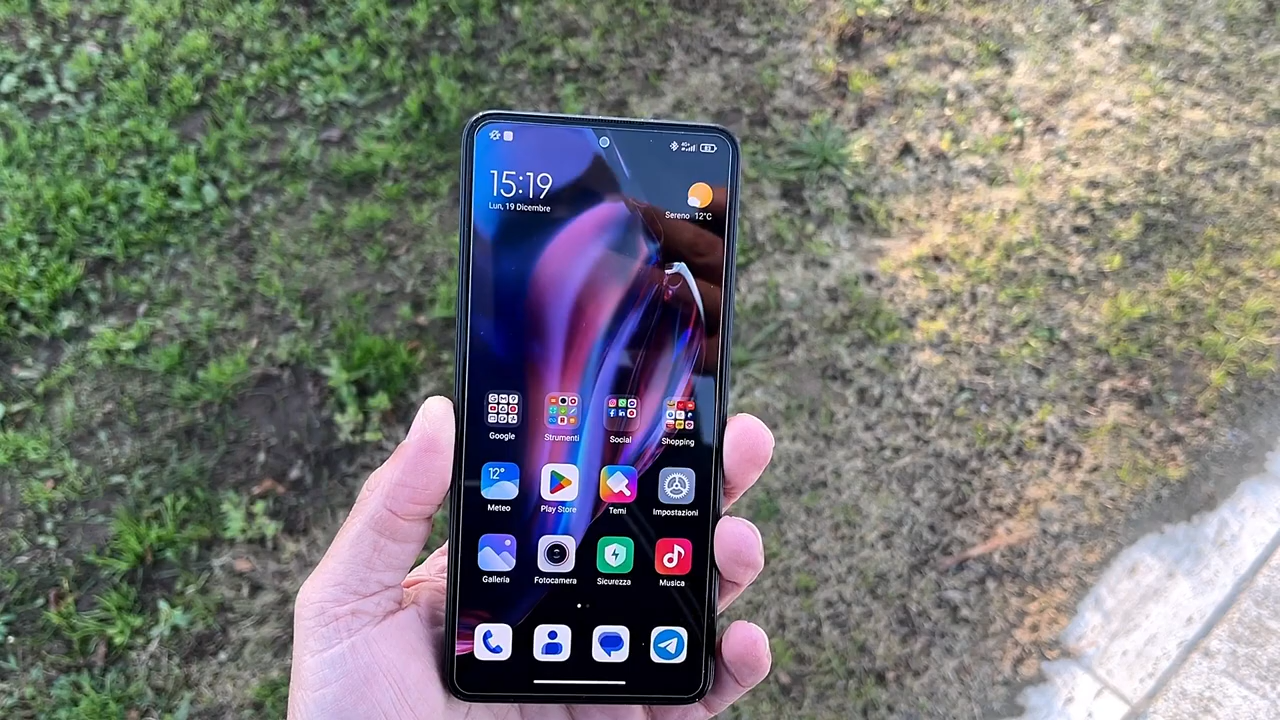 15:19
Lun, 19 Dicembre
Sereno 12°C
Google
Strumenti
Social
Shopping
12°
Meteo
Play Store
Temi
Impostazioni
Galleria
Fotocamera
Sicurezza
Musica